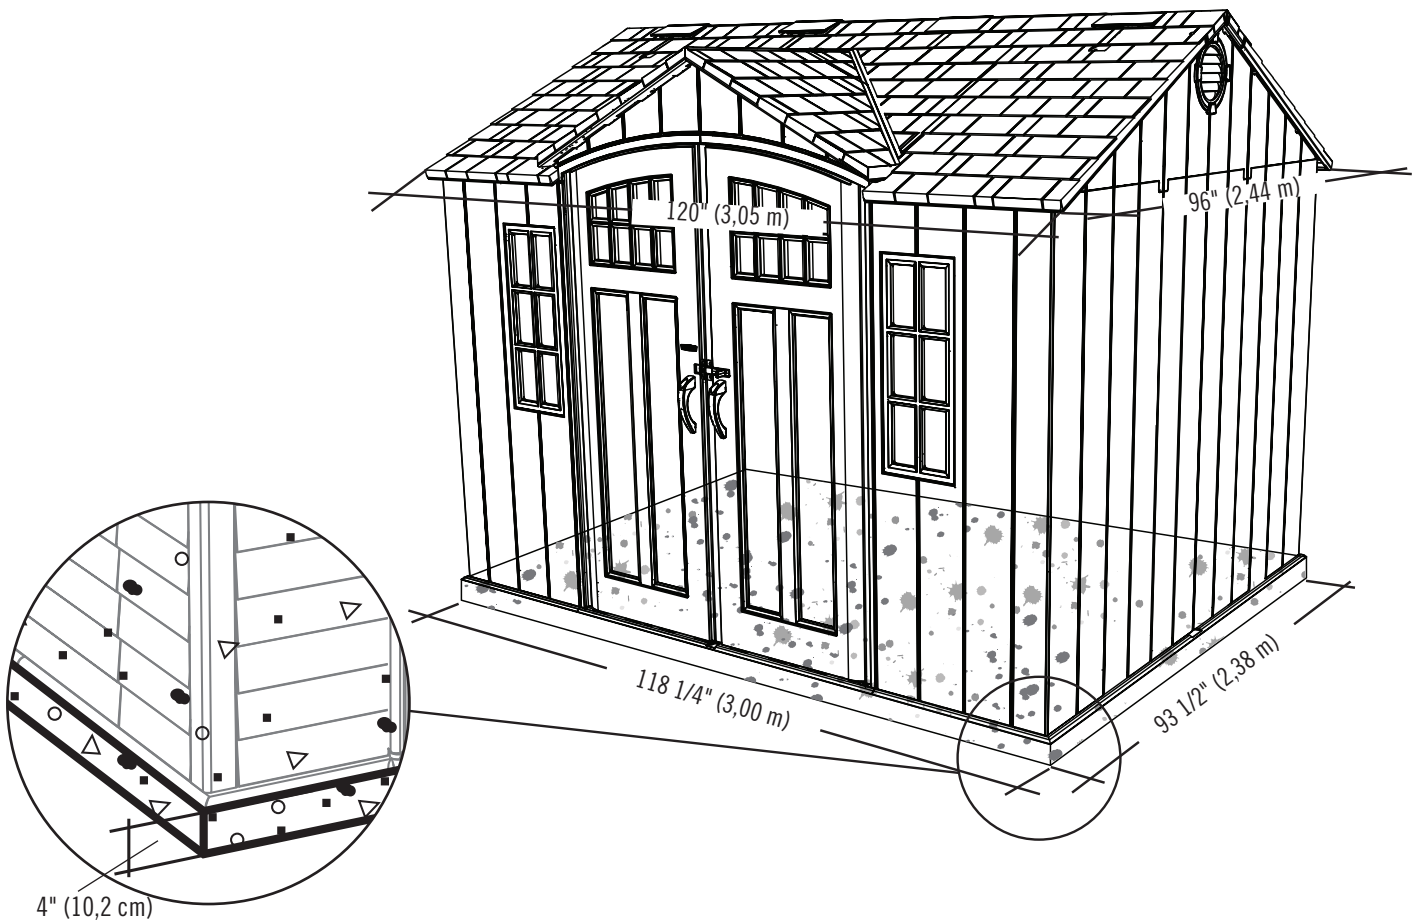 120" (3,05 m)
96" (2,44 m)
118 1/4" (3,00 m)
93 1/2" (2,38 m)
4" (10,2 cm)